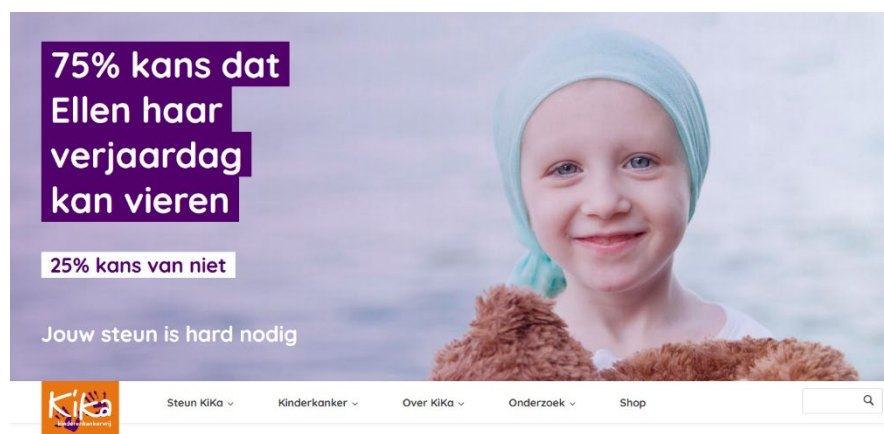 75% kans dat
Ellen haar
verjaardag
kan vieren
25% kans van niet
Jouw steun is hard nodig
KiKa
kinderenkankervrij
Steun KiKa
Kinderkanker
Over KiKa
Onderzoek
Shop